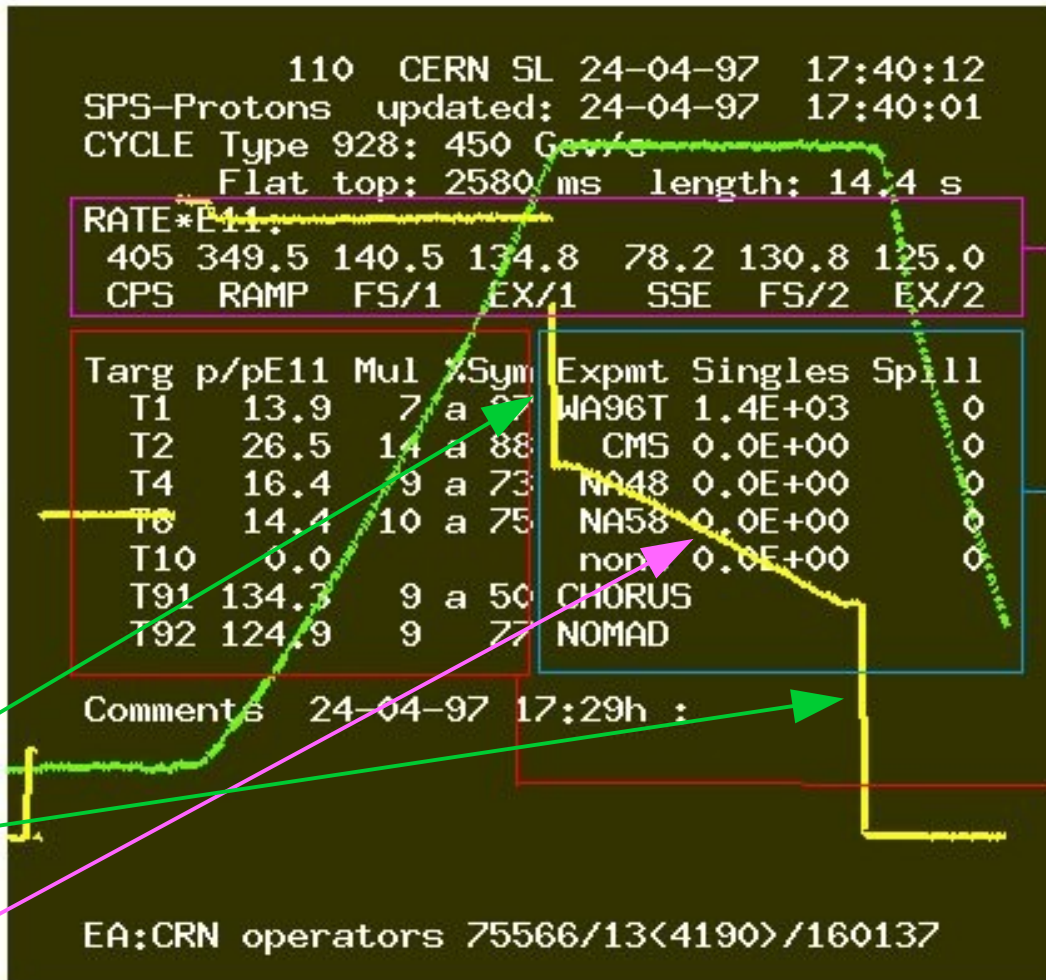 110 CERN SL 24-04-97 17:40:12
SPS-Protons updated: 24-04-97 17:40:01
CYCLE Type 928: 450 Gev/c
Flat top: 2580 ms length: 14.4 s
RATE*E11:
405 349.5 140.5 134.8 78.2 130.8 125.0
CPS RAMP FS/1 EX/1 SSE FS/2 EX/2
Targ p/pE11 Mul %Sym Expmt Singles Spill
T1 13.9 7 a 87 WA96T 1.4E+03 0
T2 26.5 14 a 88 CMS 0.0E+00 0
T4 16.4 9 a 73 NA48 0.0E+00 0
T6 14.4 10 a 75 NA58 0.0E+00 0
T10 0.0 none 0.0E+00 0
T91 134.3 9 a 50 CHORUS
T92 124.9 9 77 NOMAD
Comments 24-04-97 17:29h :
EA:CRN operators 75566/13<4190>/160137